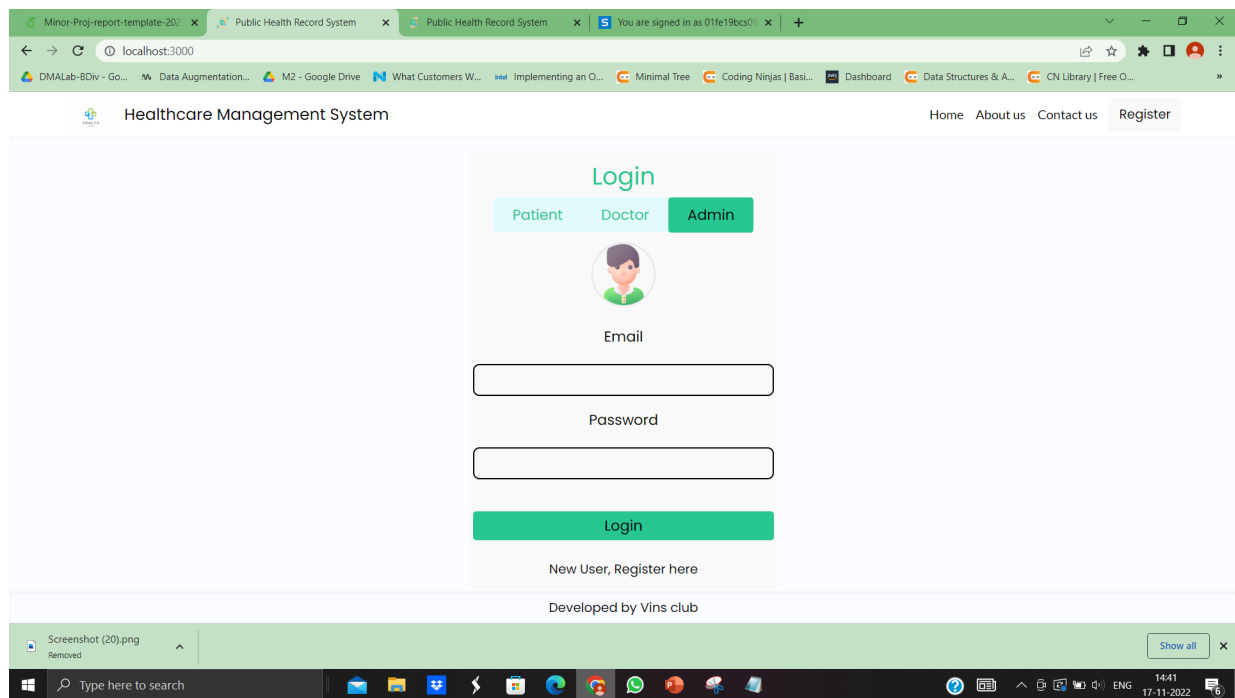 Minor-Proj-report-template-202 Public Health Record System Public Health Record System You are signed in as 01fe19bcs0
localhost:3000
DMALab-BDiv - Go... Data Augmentation... M2 - Google Drive What Customers W... intel Implementing an O... Minimal Tree Coding Ninjas | Basi... aws Dashboard Data Structures & A... CN Library | Free O... »
HEALTH Healthcare Management System Home About us Contact us Register
Login
Patient Doctor Admin
Email
Password
Login
New User, Register here
Developed by Vins club
Screenshot (20).png
Removed
Show all
Type here to search
ENG
14:41
17-11-2022
6